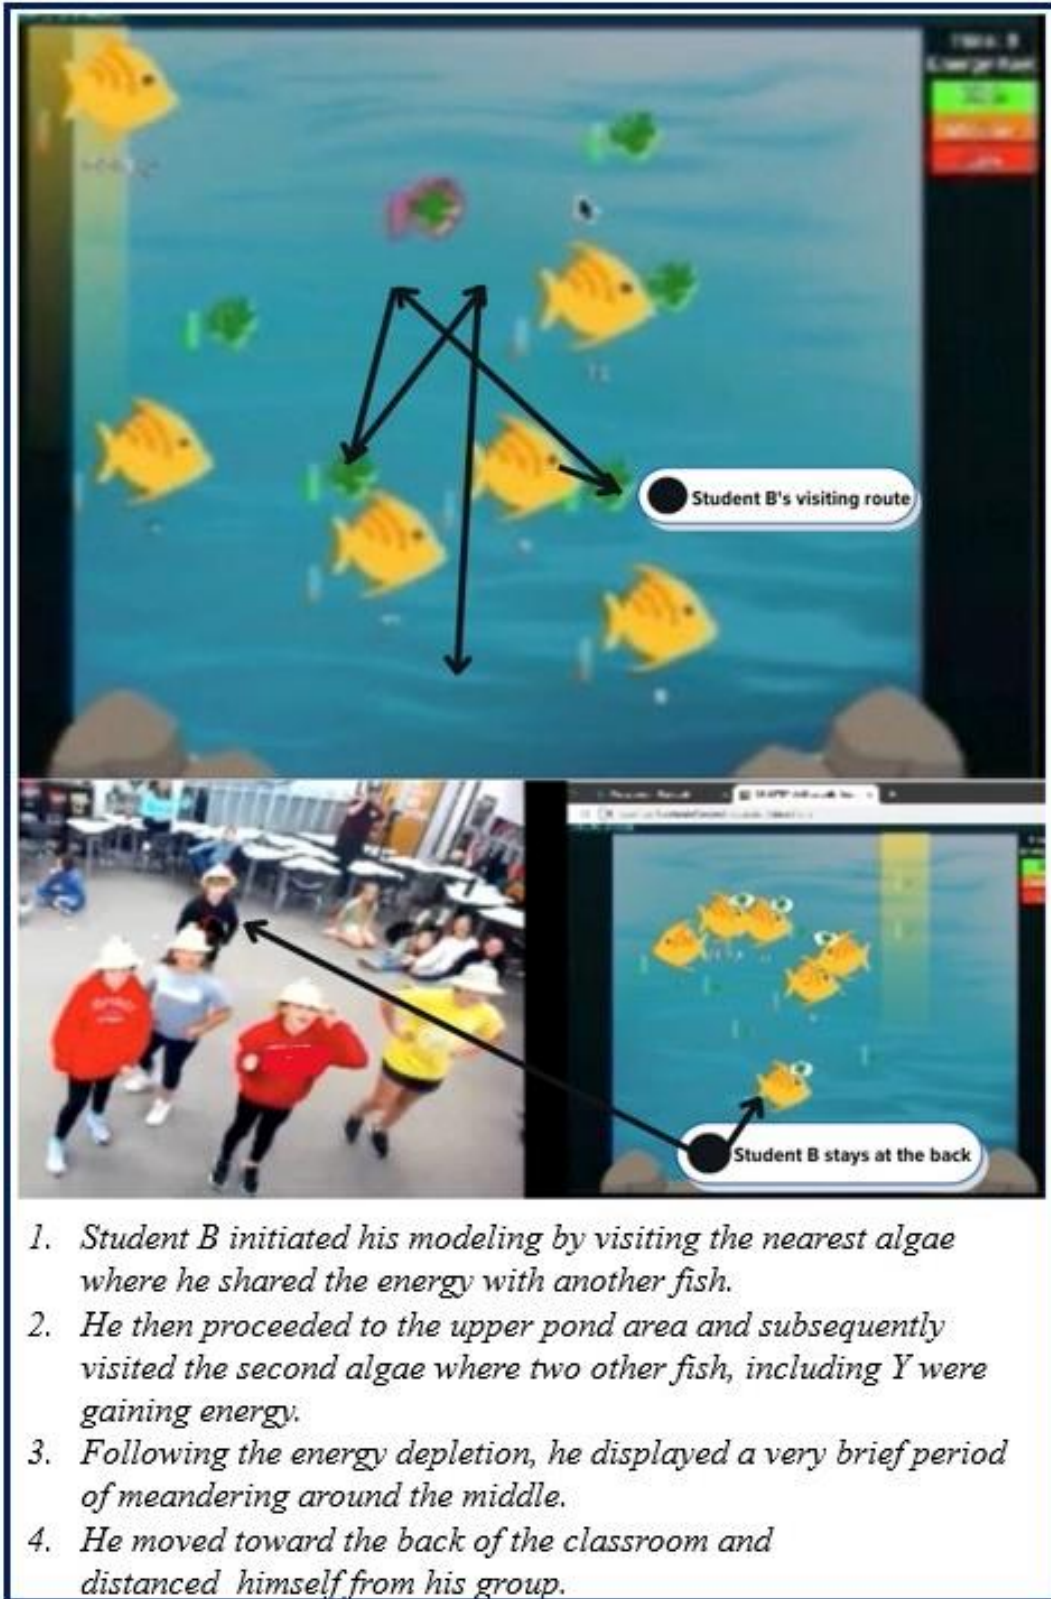 Student B's visiting route
Student B stays at the back
1. Student B initiated his modeling by visiting the nearest algae
where he shared the energy with another fish.
2. He then proceeded to the upper pond area and subsequently
visited the second algae where two other fish, including Y were
gaining energy.
3. Following the energy depletion, he displayed a very brief period
of meandering around the middle.
4. He moved toward the back of the classroom and
distanced himself from his group.